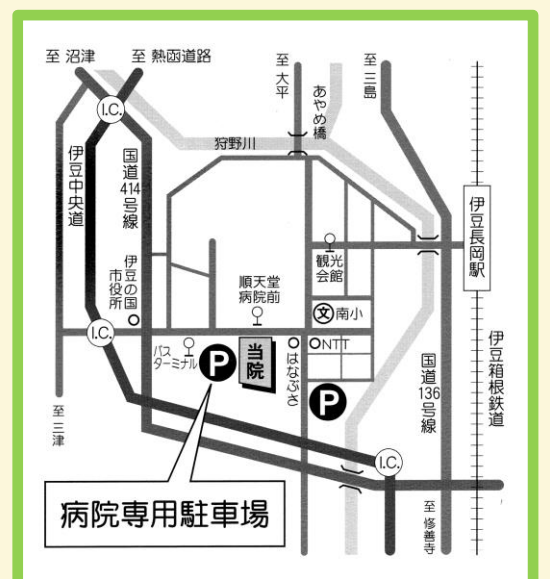 至 沼津
至 熱函道路
至 大平
至 三島
あやめ橋
I.C.
狩野川
伊豆中央道
国道414号線
伊豆長岡駅
観光
会館
伊豆の国
市役所
順天堂
病院前
文 南小
I.C.
バス
ターミナル
P
当院
はなぶさ
NTT
伊豆箱根鉄道
国道136号線
P
至 三津
I.C.
病院専用駐車場
至 修善寺